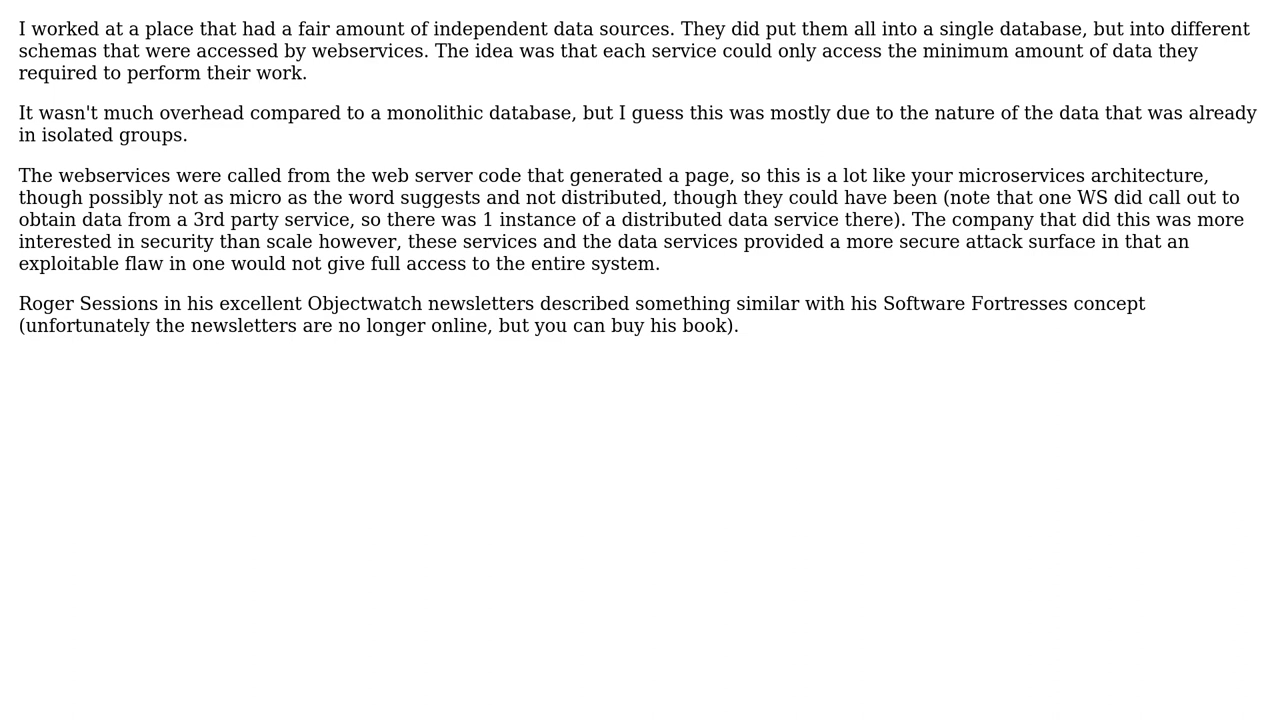 I worked at a place that had a fair amount of independent data sources. They did put them all into a single database, but into different
schemas that were accessed by webservices. The idea was that each service could only access the minimum amount of data they
required to perform their work.
It wasn't much overhead compared to a monolithic database, but I guess this was mostly due to the nature of the data that was already
in isolated groups.
The webservices were called from the web server code that generated a page, so this is a lot like your microservices architecture,
though possibly not as micro as the word suggests and not distributed, though they could have been (note that one WS did call out to
obtain data from a 3rd party service, so there was 1 instance of a distributed data service there). The company that did this was more
interested in security than scale however, these services and the data services provided a more secure attack surface in that an
exploitable flaw in one would not give full access to the entire system.
Roger Sessions in his excellent Objectwatch newsletters described something similar with his Software Fortresses concept
(unfortunately the newsletters are no longer online, but you can buy his book).